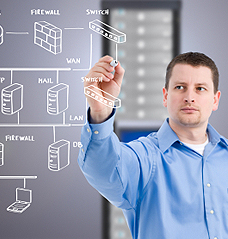 FIREWALL SWITCH
WAN
MAIL SWITCH
LAN
FIREWALL DB